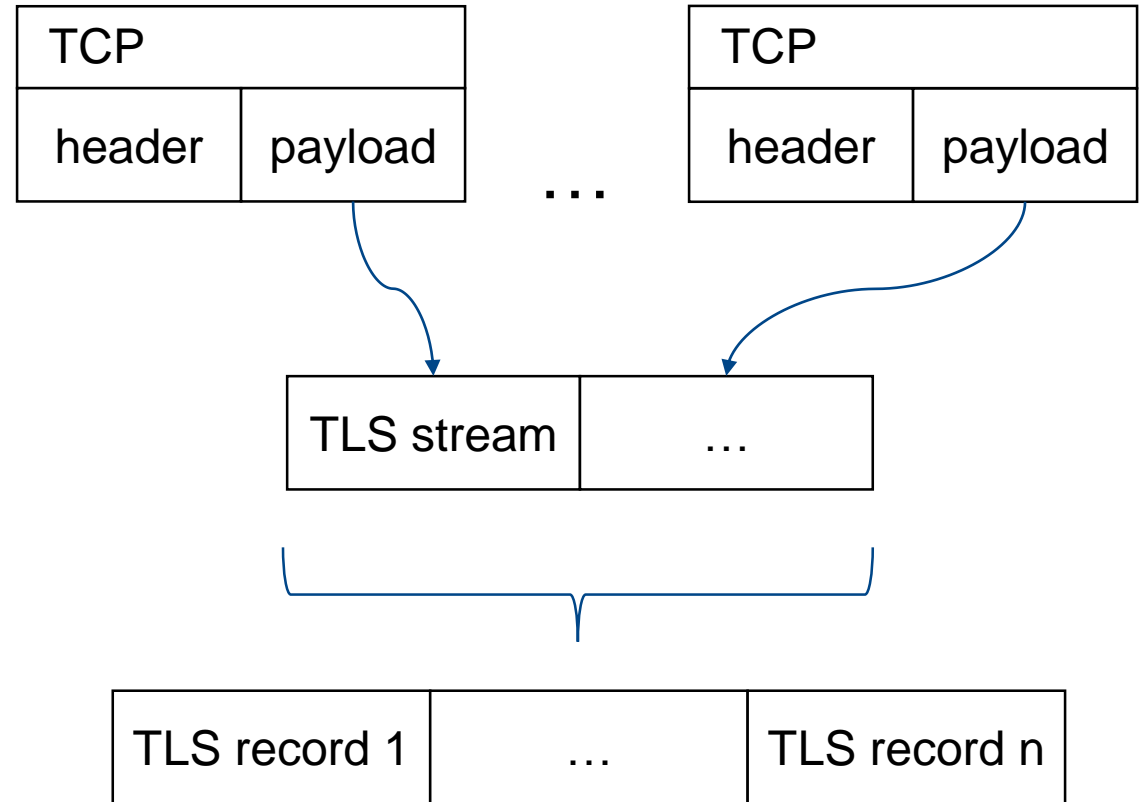 TCP
TCP
header payload
…
header payload
TLS stream …
TLS record 1 … TLS record n